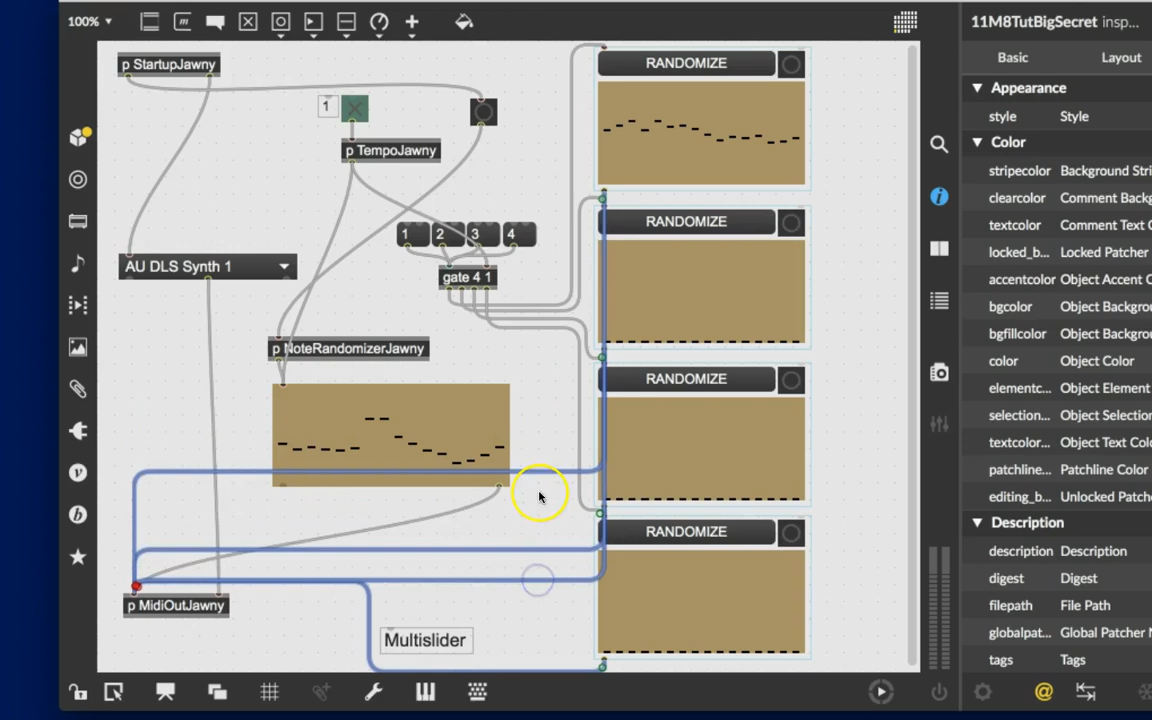 100%
11M8TutBigSecret insp...
Basic
Layout
p StartupJawny
1
p TempoJawny
1
2
3
4
gate 4 1
AU DLS Synth 1
p NoteRandomizerJawny
p MidiOutJawny
Multislider
RANDOMIZE
RANDOMIZE
RANDOMIZE
RANDOMIZE
Appearance
style Style
Color
stripecolor Background Stri
clearcolor Comment Backg
textcolor Comment Text C
locked_b... Locked Patcher
accentcolor Object Accent C
bgcolor Object Backgro
bgfillcolor Object Backgrou
color Object Color
elementc... Object Element
selection... Object Selection
textcolor... Object Text Colo
patchline... Patchline Color
editing_b... Unlocked Patch
Description
description Description
digest Digest
filepath File Path
globalpat... Global Patcher N
tags Tags